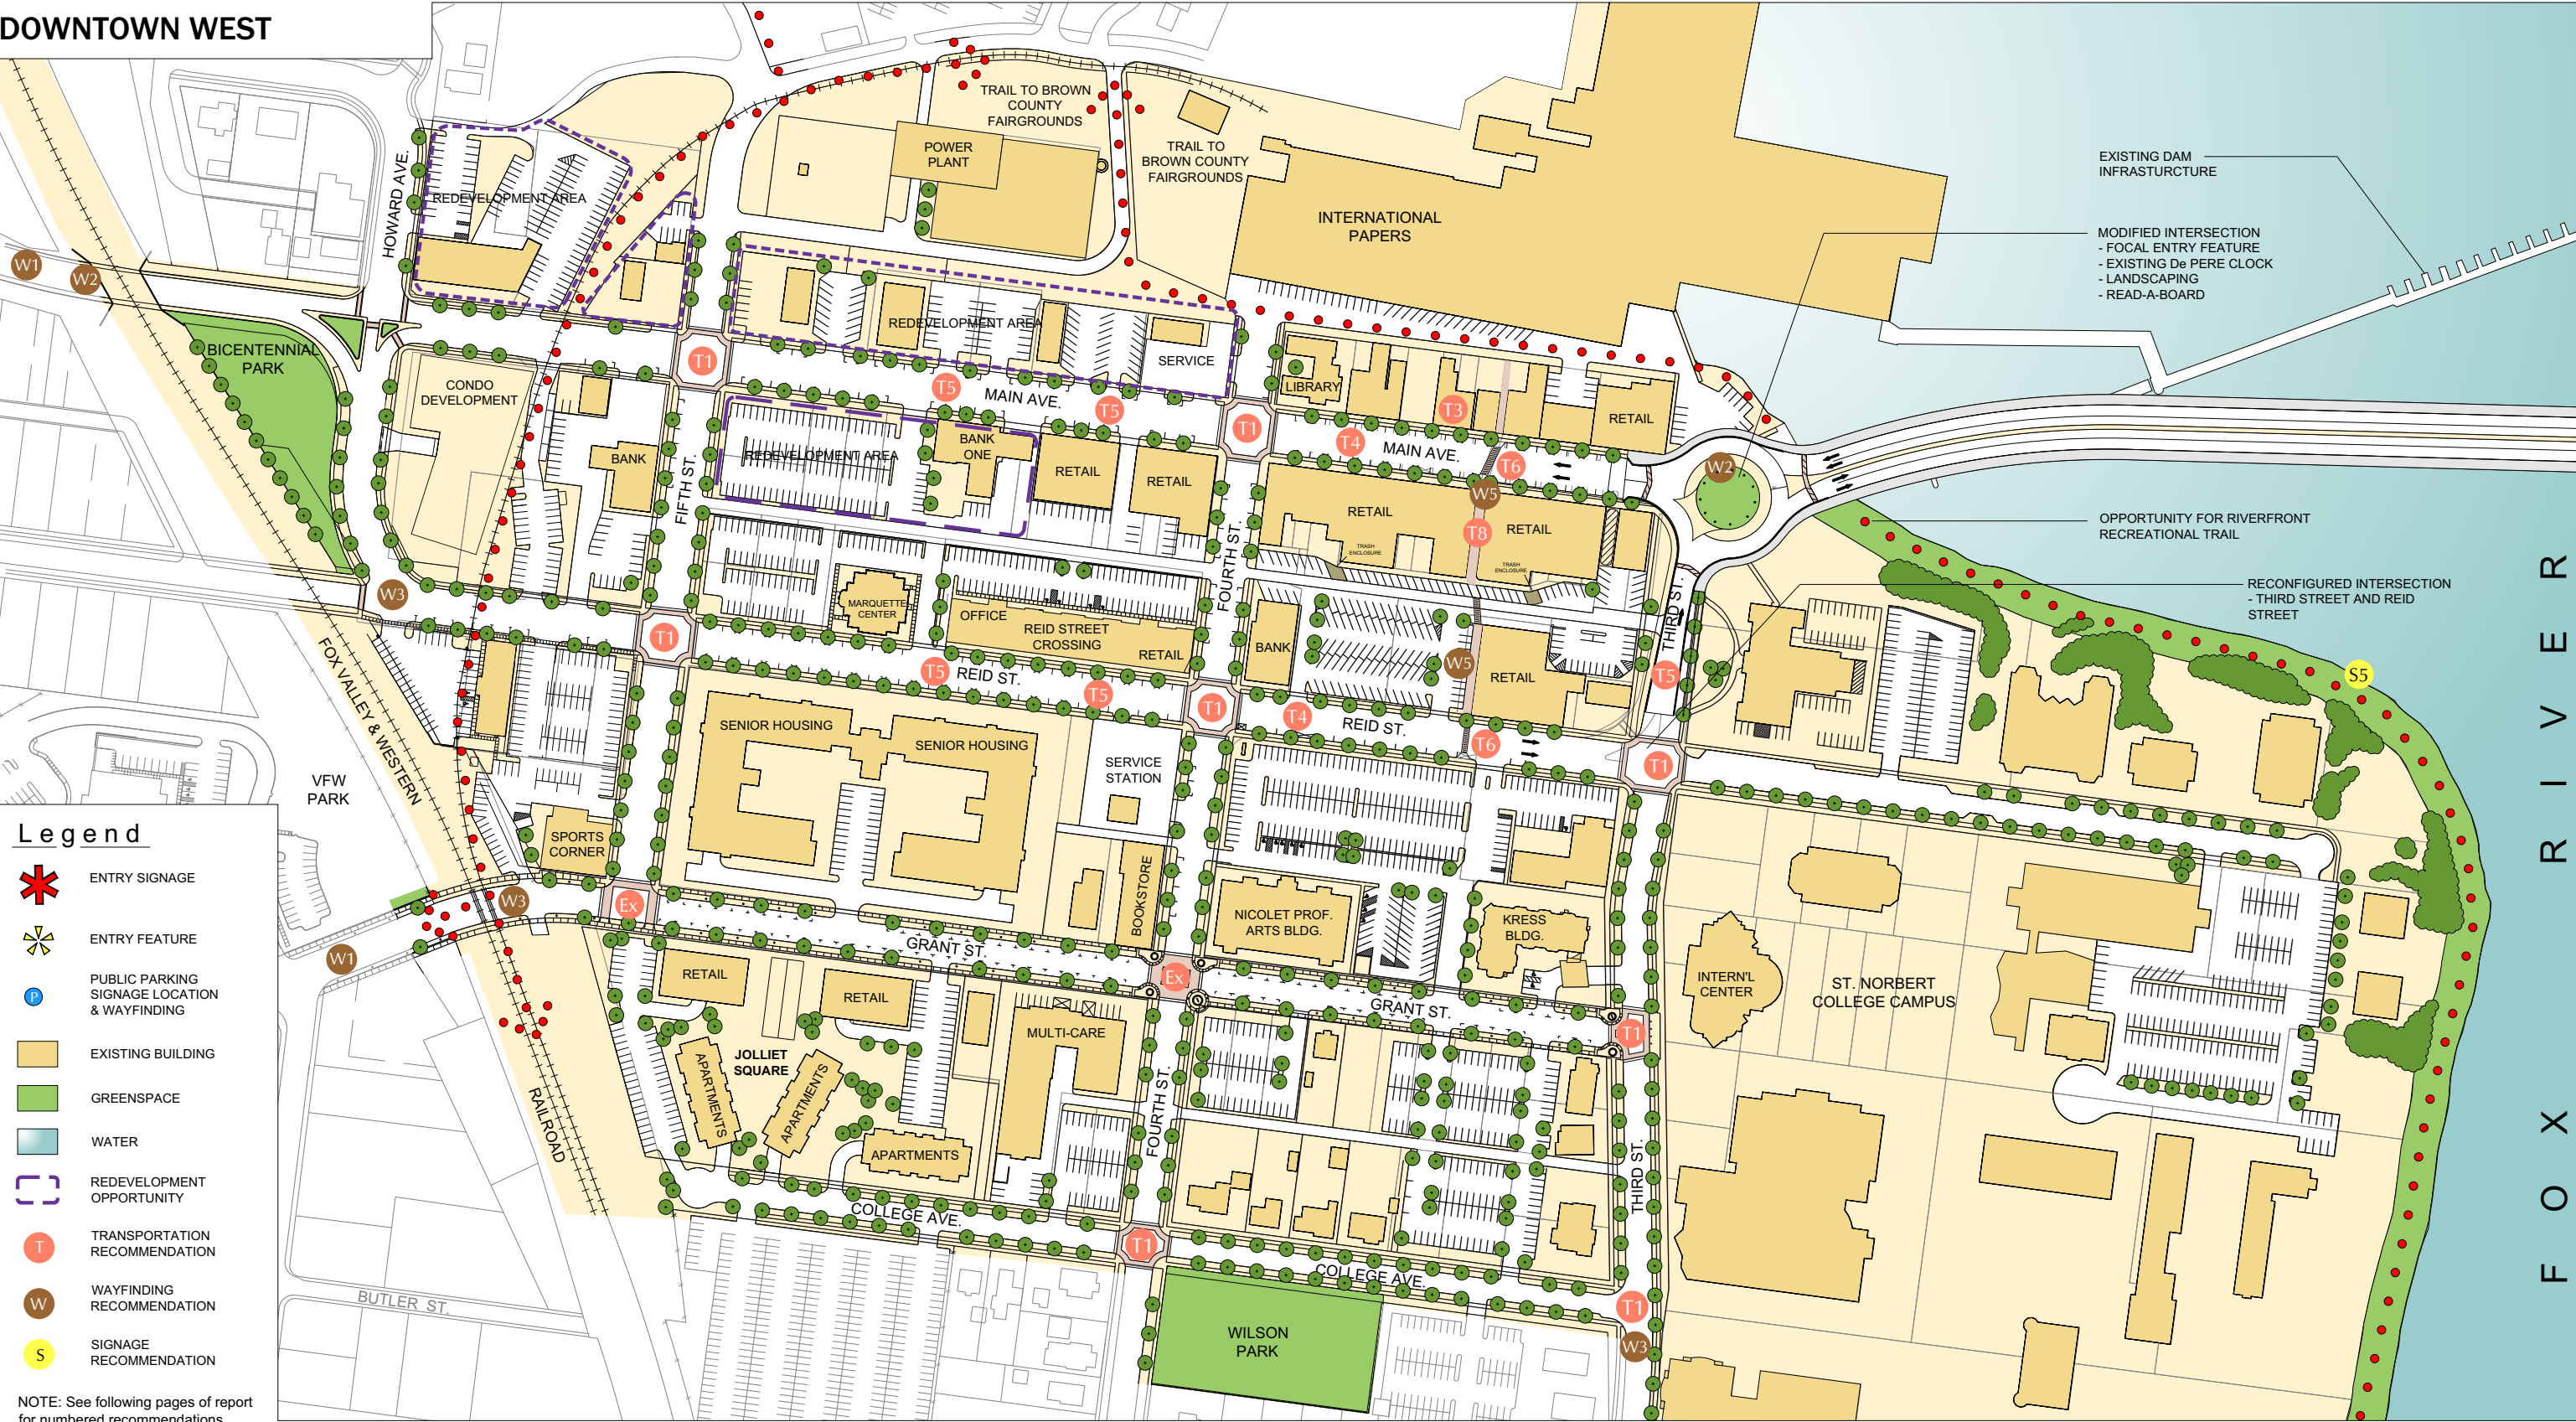 DOWNTOWN WEST
TRAIL TO BROWN
COUNTY
FAIRGROUNDS
POWER
PLANT
TRAIL TO
BROWN COUNTY
FAIRGROUNDS
INTERNATIONAL
PAPERS
EXISTING DAM
INFRASTURCTURE
MODIFIED INTERSECTION
- FOCAL ENTRY FEATURE
- EXISTING De PERE CLOCK
- LANDSCAPING
- READ-A-BOARD
HOWARD AVE.
REDEVELOPMENT AREA
W1
W2
BICENTENNIAL
PARK
CONDO
DEVELOPMENT
T1
REDEVELOPMENT AREA
SERVICE
T5
MAIN AVE.
T5
T1
LIBRARY
T3
RETAIL
T4
MAIN AVE.
T6
W2
BANK
FIFTH ST.
REDEVELOPMENT AREA
BANK
ONE
RETAIL
RETAIL
RETAIL
W5
T8
RETAIL
TRASH
ENCLOSURE
TRASH
ENCLOSURE
FOURTH ST.
OPPORTUNITY FOR RIVERFRONT
RECREATIONAL TRAIL
RECONFIGURED INTERSECTION
- THIRD STREET AND REID
STREET
W3
MARQUETTE
CENTER
OFFICE
REID STREET
CROSSING
RETAIL
BANK
W5
RETAIL
THIRD ST.
T5
S5
T1
T5
REID ST.
T5
T1
T4
REID ST.
T6
T1
FOX VALLEY & WESTERN
RAILROAD
VFW
PARK
SENIOR HOUSING
SENIOR HOUSING
SERVICE
STATION
SPORTS
CORNER
BOOKSTORE
NICOLET PROF.
ARTS BLDG.
KRESS
BLDG.
W3
W1
Ex
GRANT ST.
Ex
GRANT ST.
T1
INTERN'L
CENTER
ST. NORBERT
COLLEGE CAMPUS
RETAIL
RETAIL
MULTI-CARE
JOLLIET
SQUARE
APARTMENTS
APARTMENTS
APARTMENTS
FOURTH ST.
THIRD ST.
COLLEGE AVE.
T1
COLLEGE AVE.
T1
W3
WILSON
PARK
BUTLER ST.
FOX RIVER
Legend
ENTRY SIGNAGE
ENTRY FEATURE
P
PUBLIC PARKING
SIGNAGE LOCATION
& WAYFINDING
EXISTING BUILDING
GREENSPACE
WATER
REDEVELOPMENT
OPPORTUNITY
T
TRANSPORTATION
RECOMMENDATION
W
WAYFINDING
RECOMMENDATION
S
SIGNAGE
RECOMMENDATION
NOTE: See following pages of report
for numbered recommendations